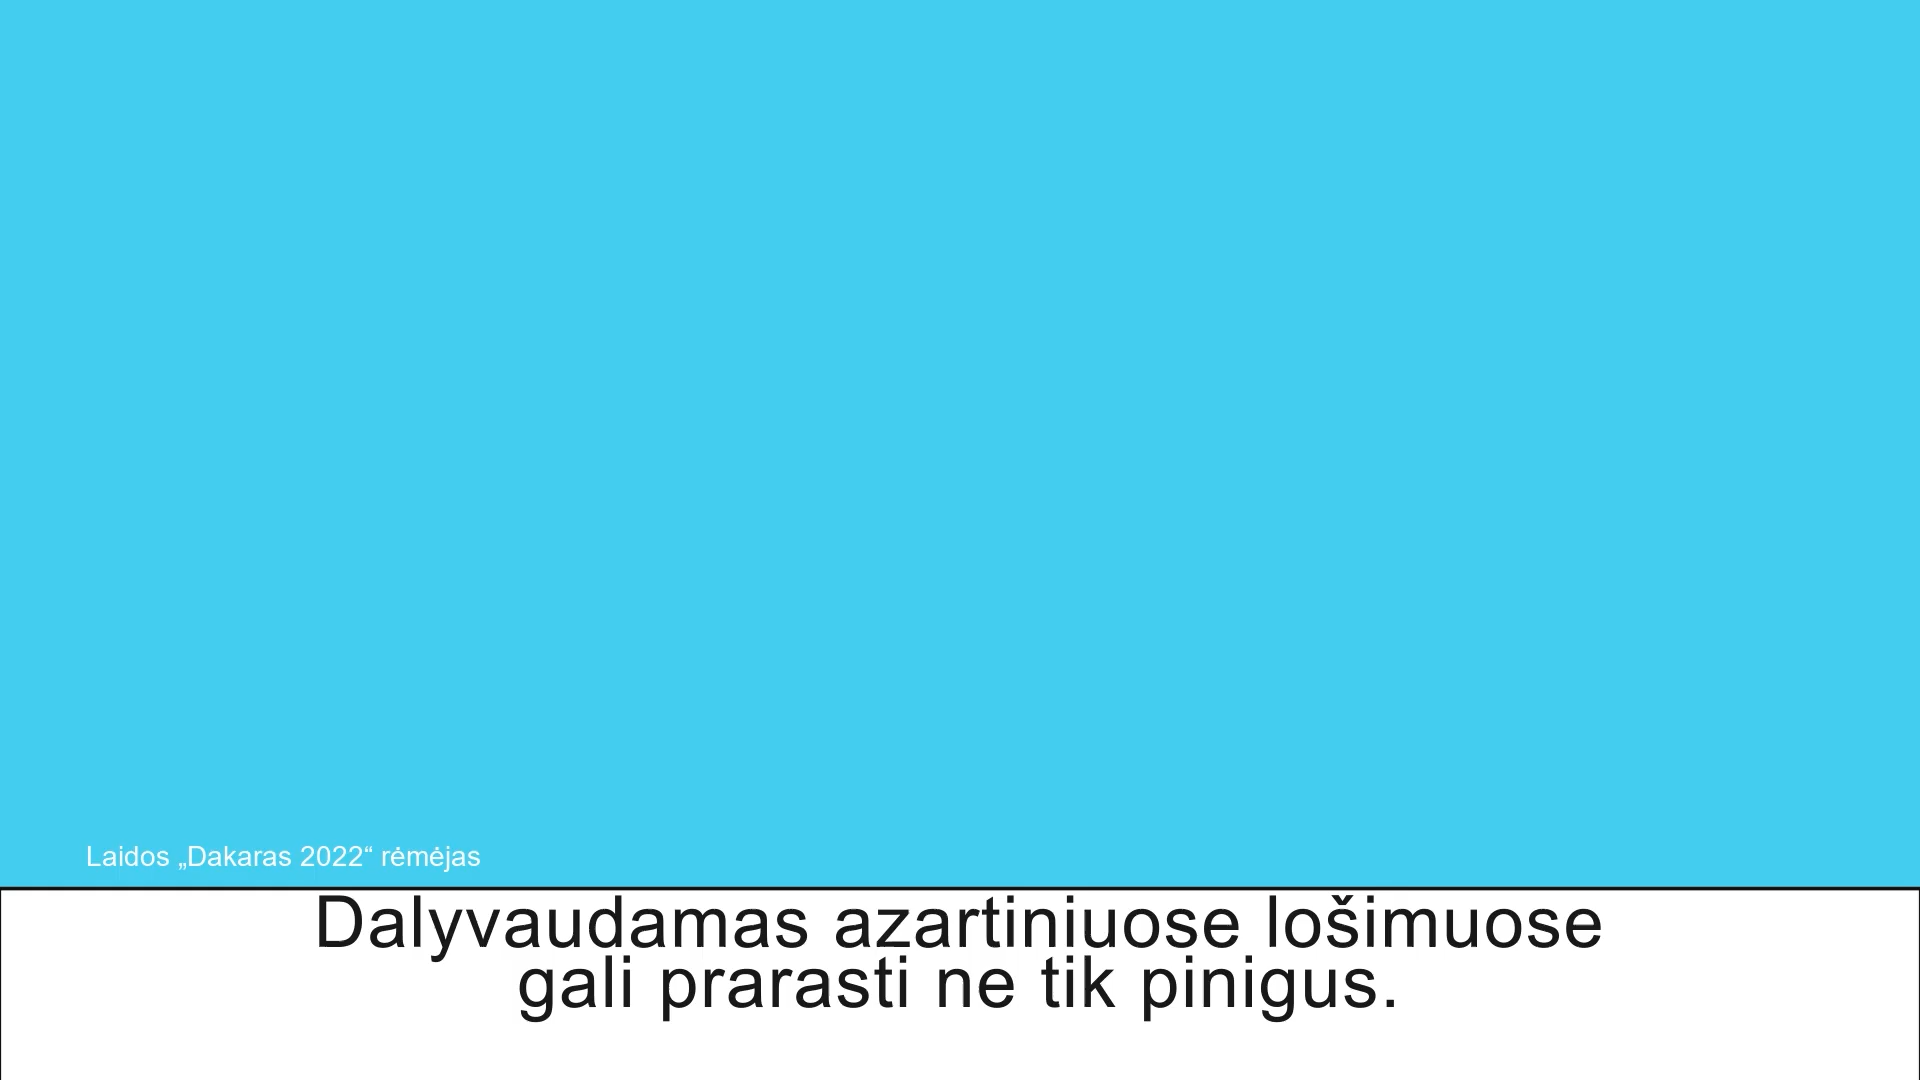 Laidos „Dakaras 2022“ rėmėjas
Dalyvaudamas azartiniuose lošimuose
gali prarasti ne tik pinigus.